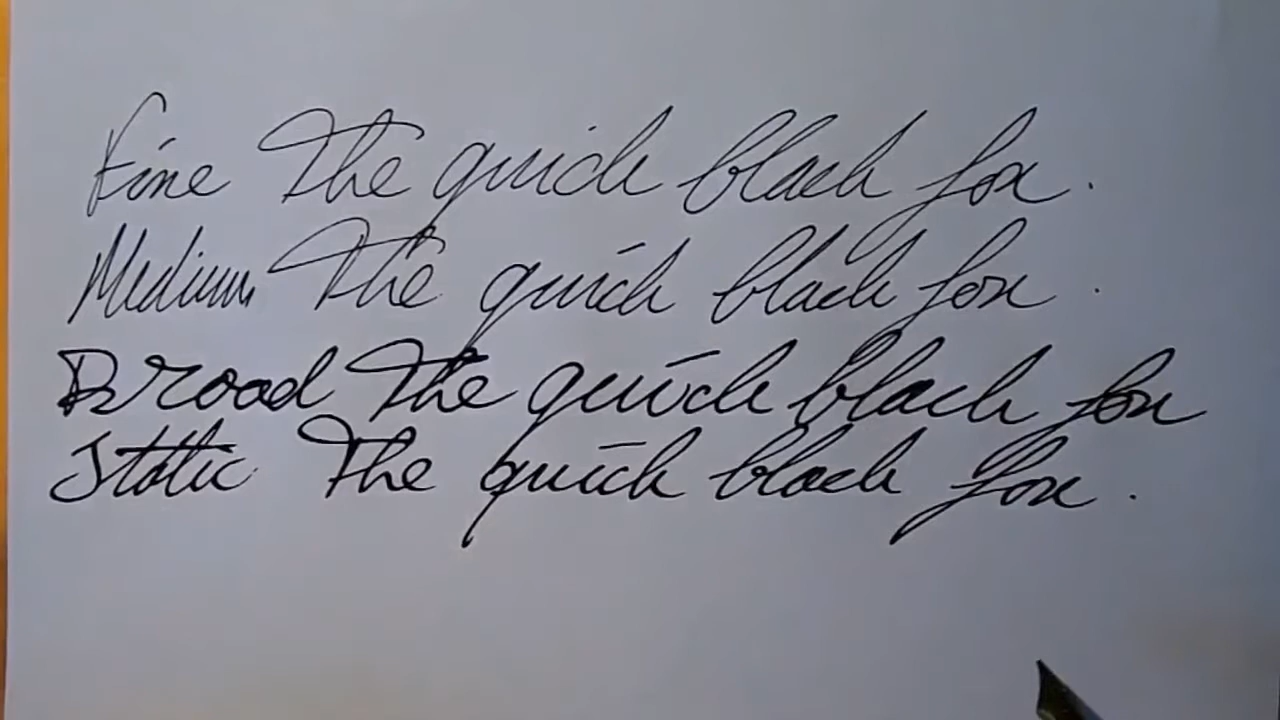 Fine The quick black fox.
Medium The quick black fox.
Broad The quick black fox
Static The quick black fox.